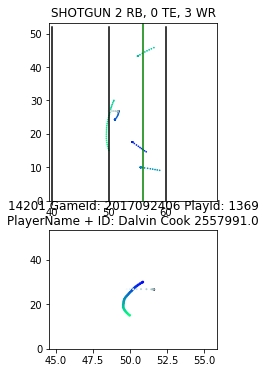 SHOTGUN 2 RB, 0 TE, 3 WR
50
40
30
20
10
0
40 50 60
14201 GameId: 2017092406 PlayId: 1369
PlayerName + ID: Dalvin Cook 2557991.0
40
20
0
45.0 47.5 50.0 52.5 55.0